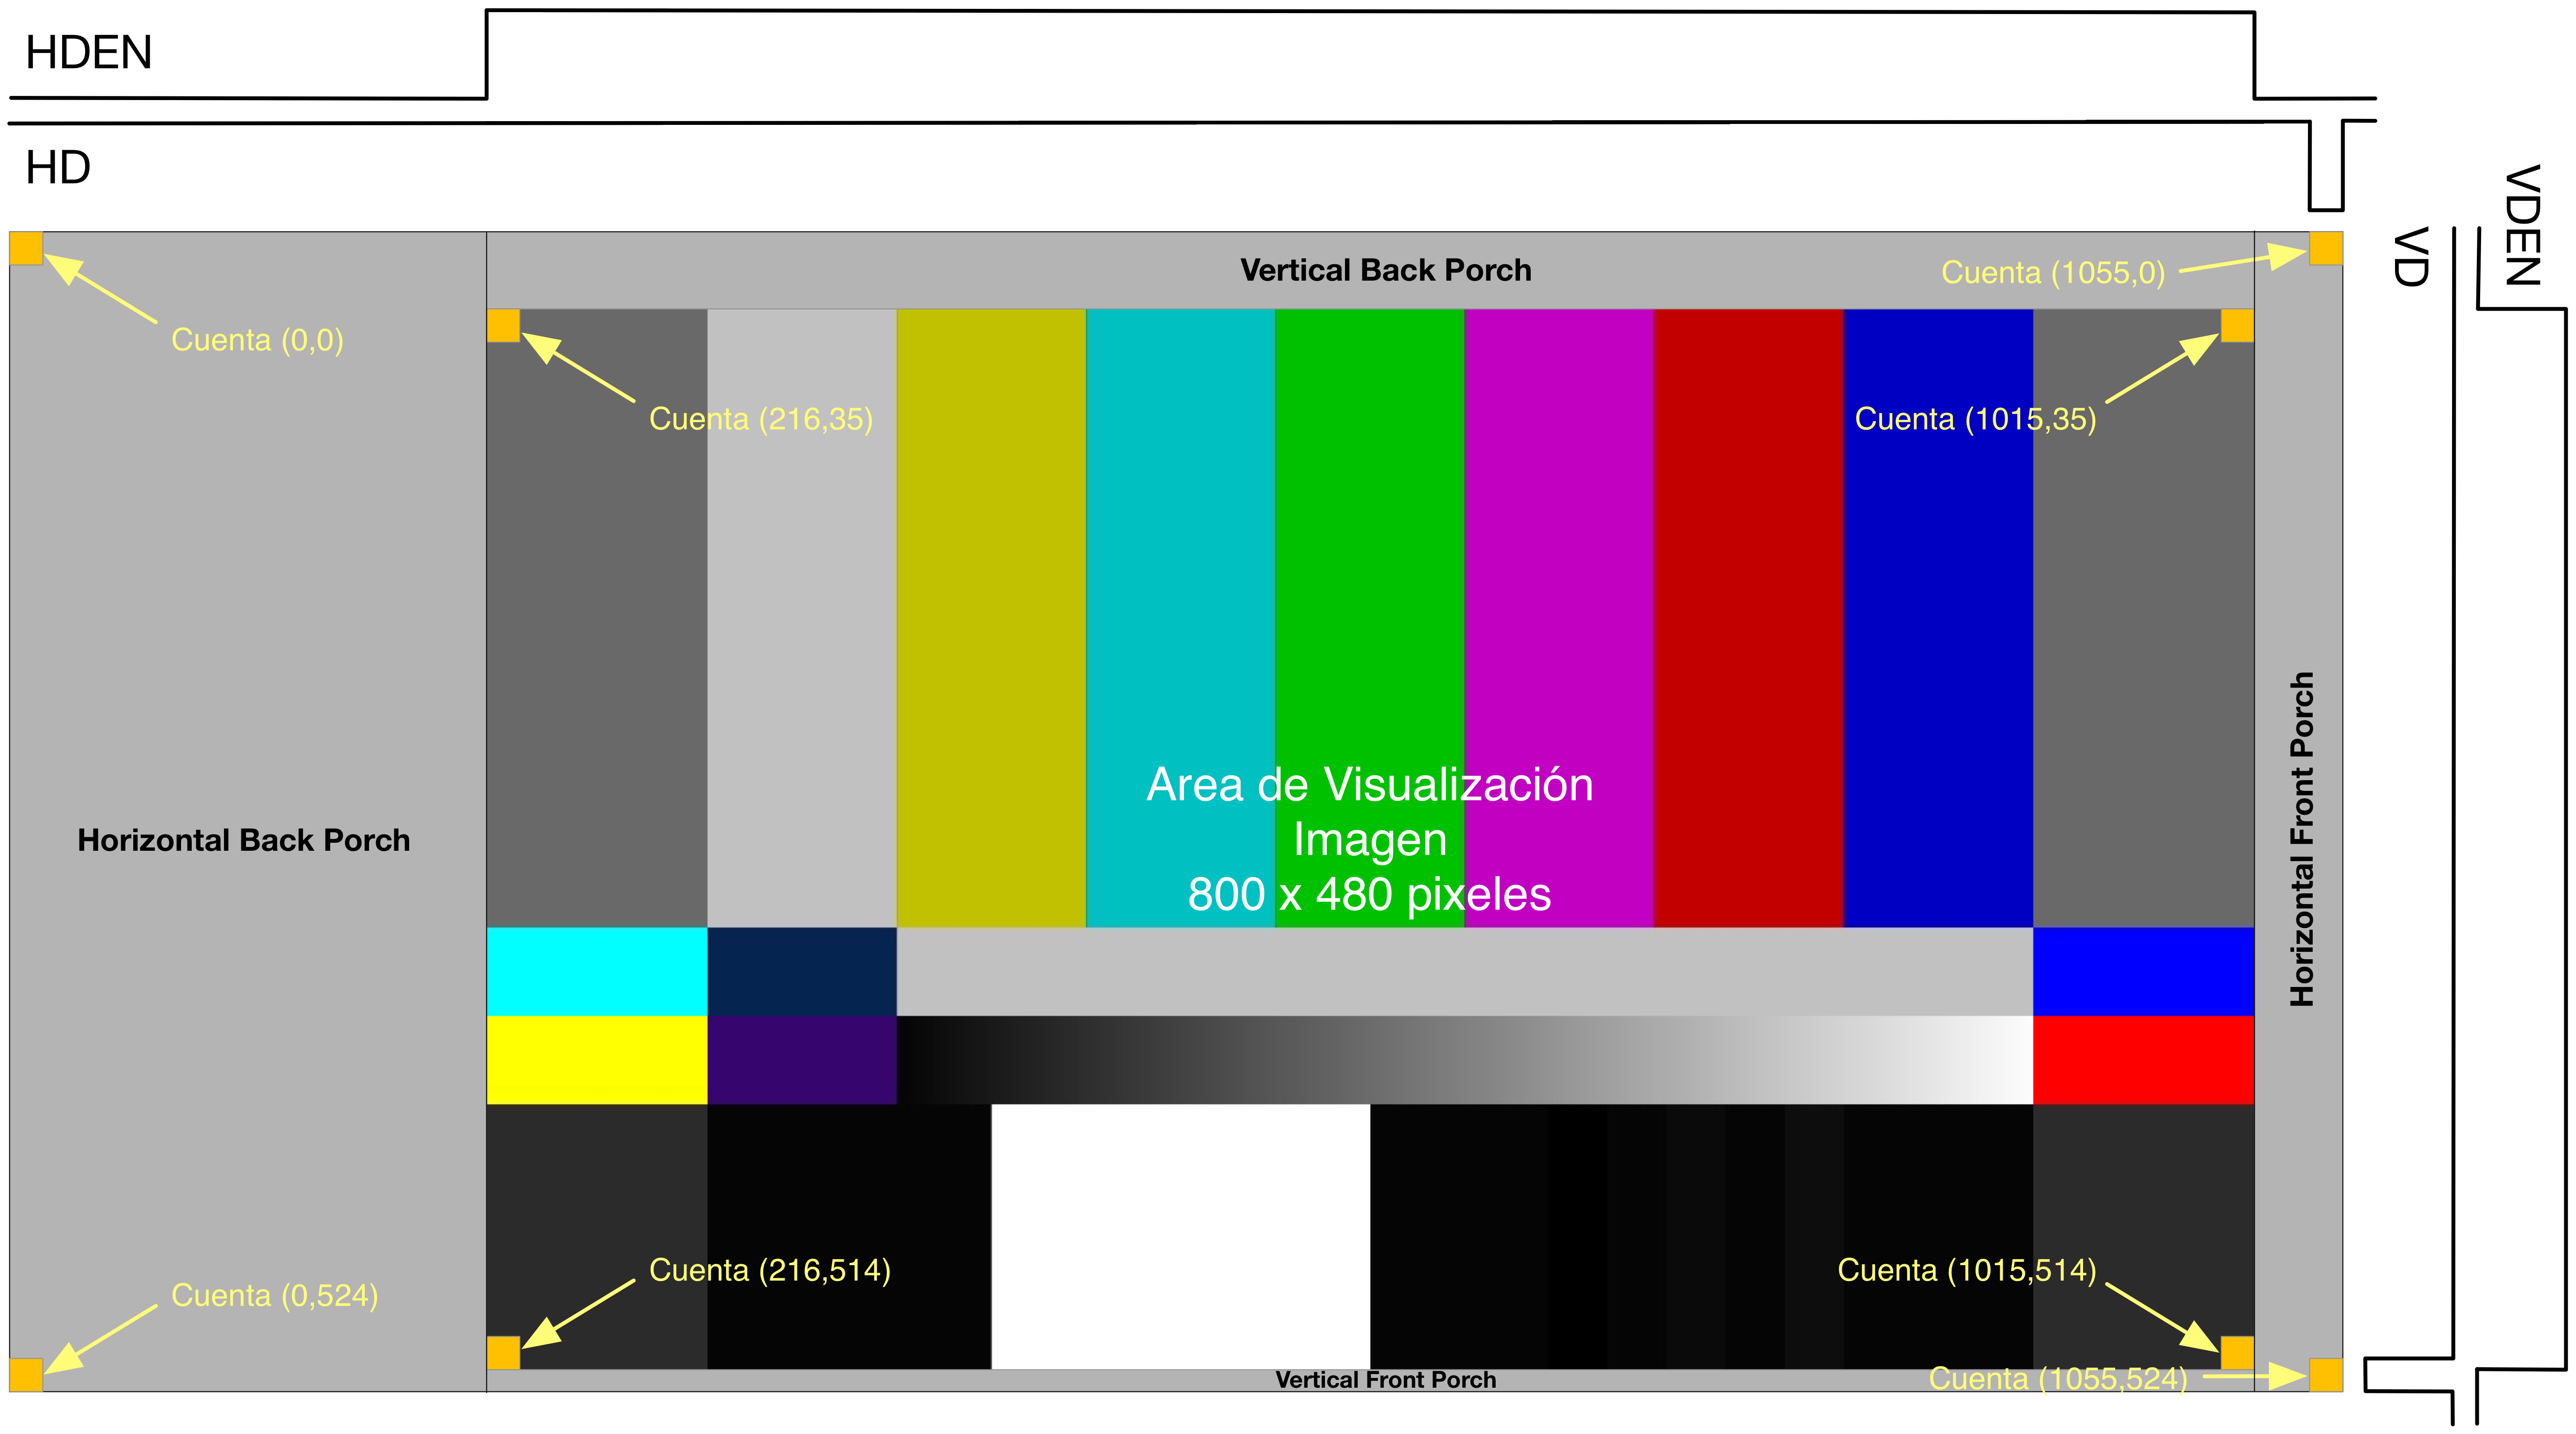 HDEN
HD
VDEN
VD
Vertical Back Porch
Cuenta (1055,0)
Cuenta (0,0)
Cuenta (216,35)
Cuenta (1015,35)
Area de Visualización
Imagen
800 x 480 pixeles
Horizontal Back Porch
Horizontal Front Porch
Cuenta (216,514)
Cuenta (1015,514)
Cuenta (0,524)
Vertical Front Porch
Cuenta (1055,524)